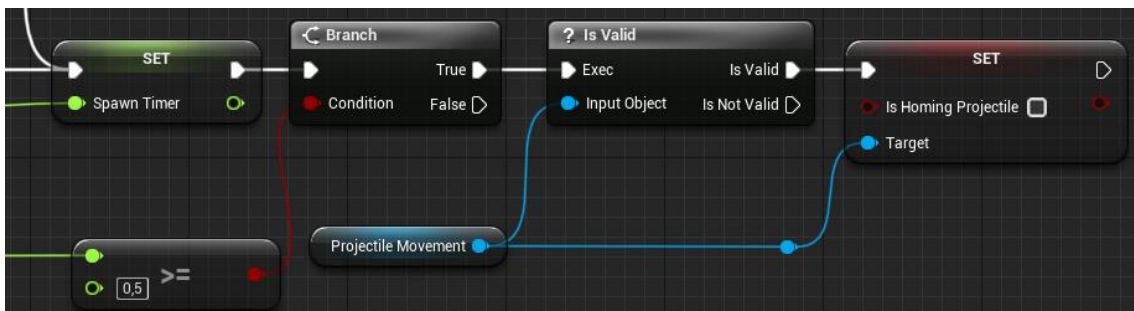 SET
Spawn Timer
Branch
True
Condition
False
? Is Valid
Exec
Is Valid
Input Object
Is Not Valid
SET
Is Homing Projectile
Target
Projectile Movement
0,5
>=